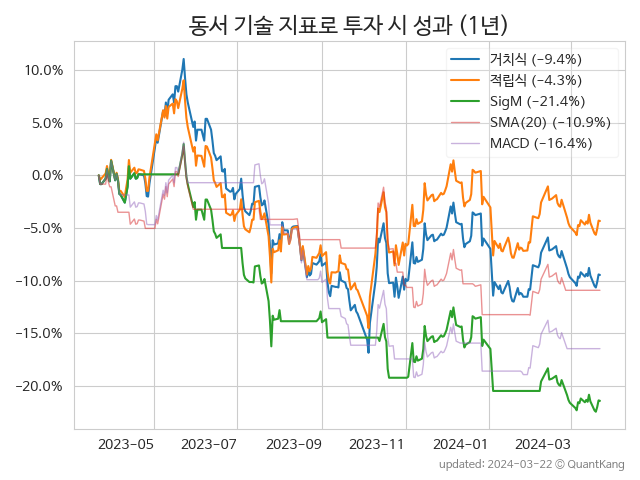 동서 기술 지표로 투자 시 성과 (1년)
거치식 (−9.4%)
적립식 (−4.3%)
SigM (−21.4%)
SMA(20) (−10.9%)
MACD (−16.4%)
10.0%
5.0%
0.0%
−5.0%
−10.0%
−15.0%
−20.0%
2023-05 2023-07 2023-09 2023-11 2024-01 2024-03
updated: 2024-03-22 ⓒ QuantKang